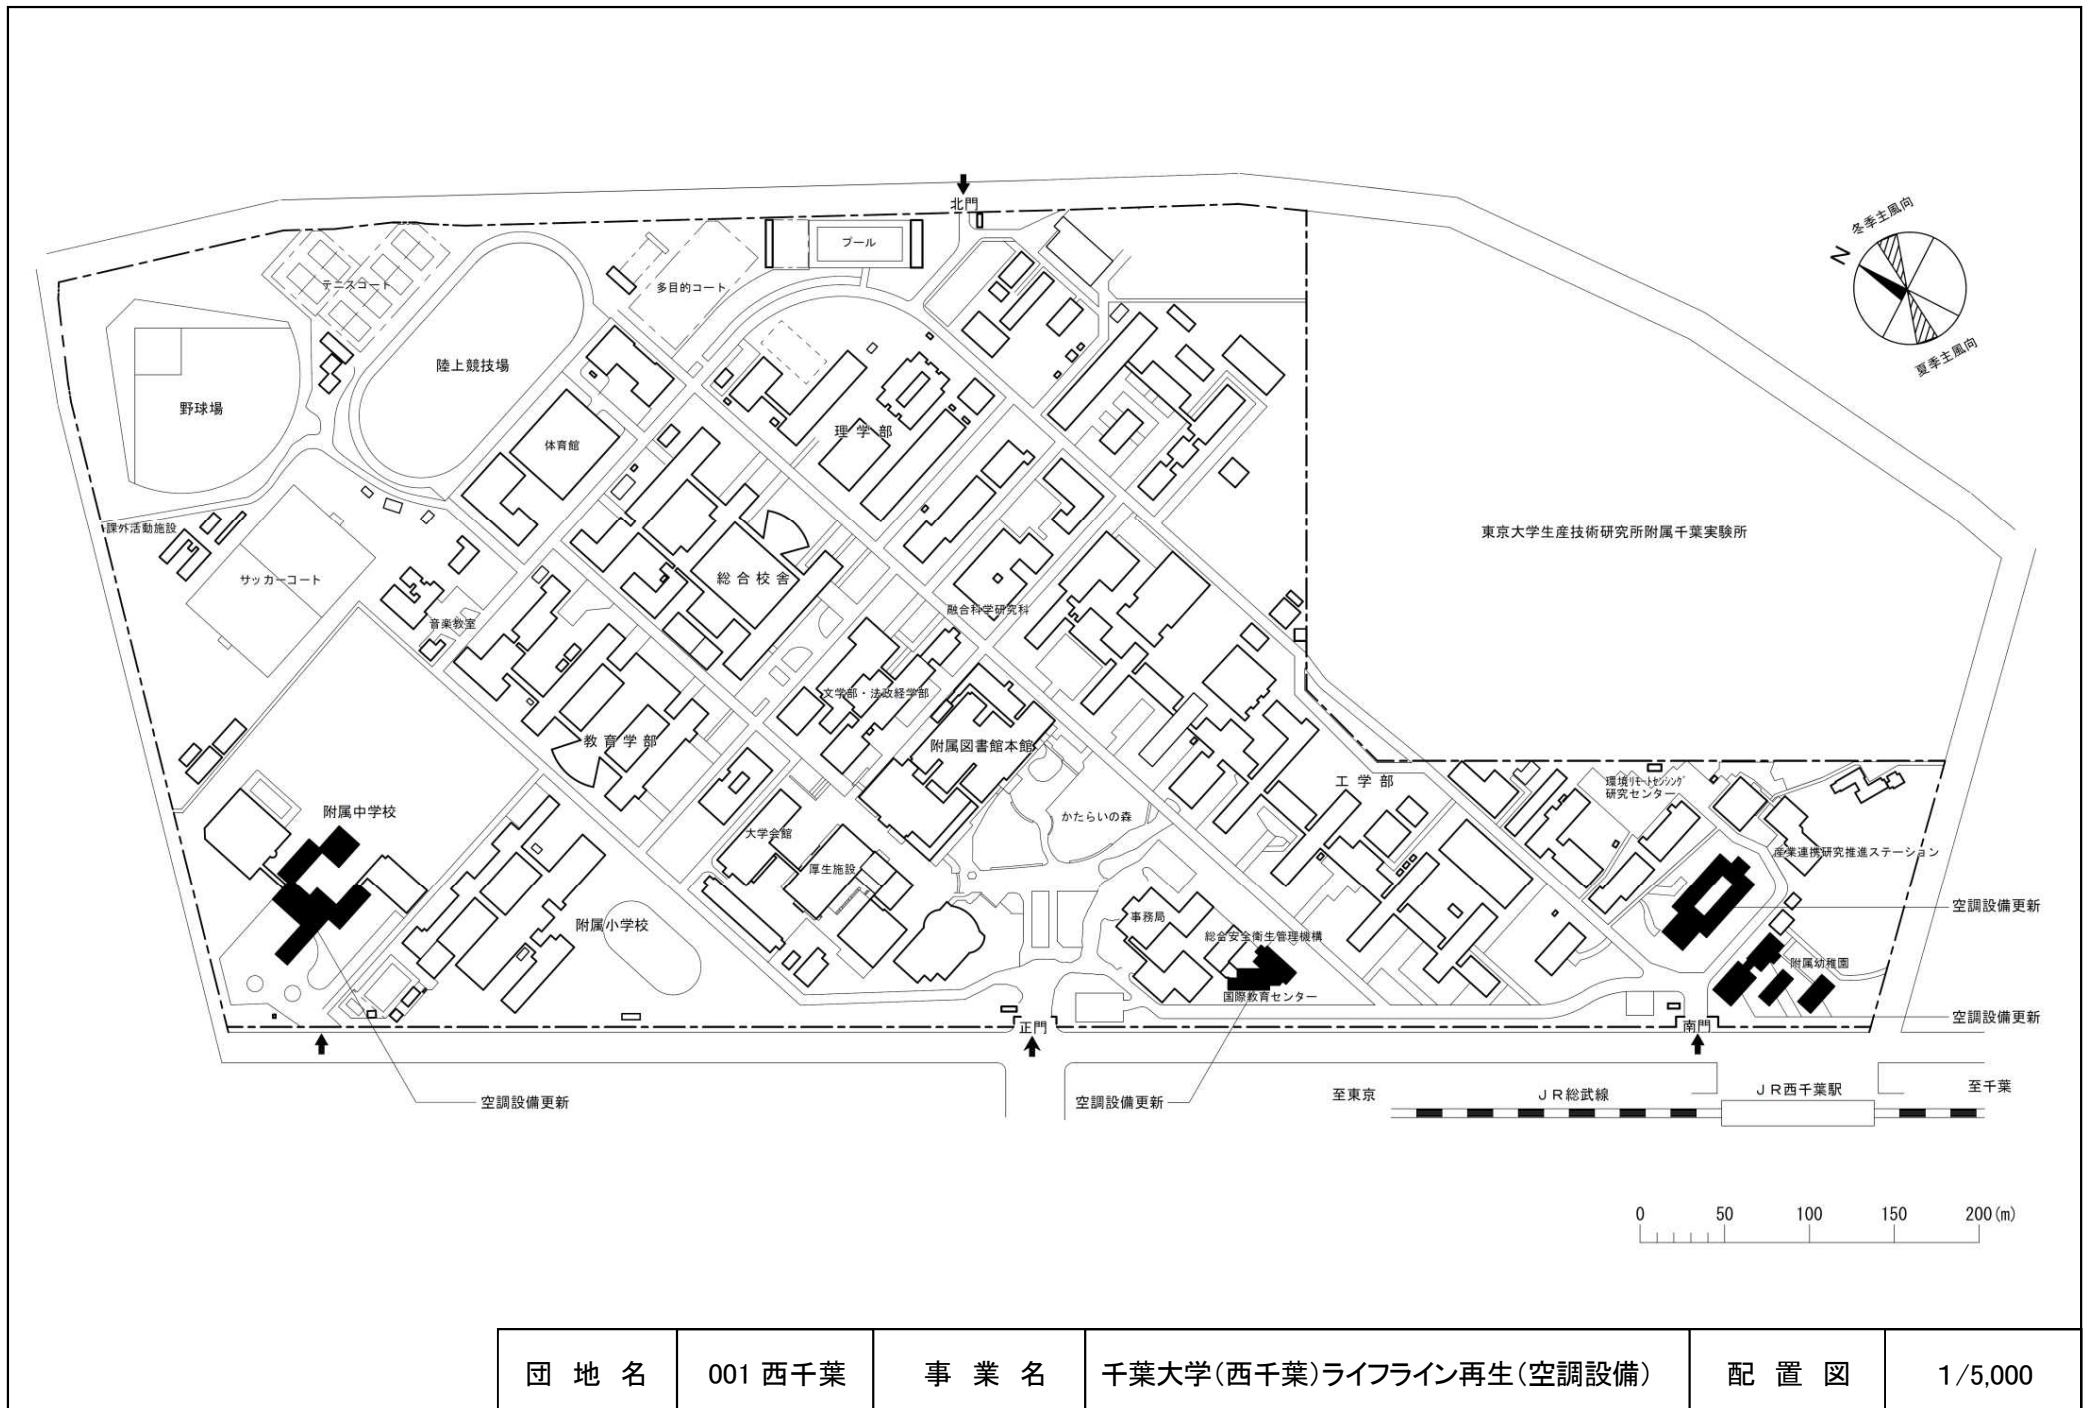 北門
冬季主風向
N
夏季主風向
プール
テニスコート
多目的コート
陸上競技場
野球場
体育館
理学部
課外活動施設
サッカーコート
総合校舎
東京大学生産技術研究所附属千葉実験所
音楽教室
融合科学研究科
文学部・法政経学部
教育学部
附属図書館本館
工学部
環境リモートセンシング
研究センター
附属中学校
かたらいの森
大学会館
厚生施設
産業連携研究推進ステーション
附属小学校
事務局
総合安全衛生管理機構
空調設備更新
附属幼稚園
国際教育センター
空調設備更新
正門
南門
空調設備更新
空調設備更新
至東京
JR総武線
JR西千葉駅
至千葉
0 50 100 150 200(m)
団地名 001 西千葉 事業名 千葉大学(西千葉)ライフライン再生(空調設備) 配置図 1/5,000